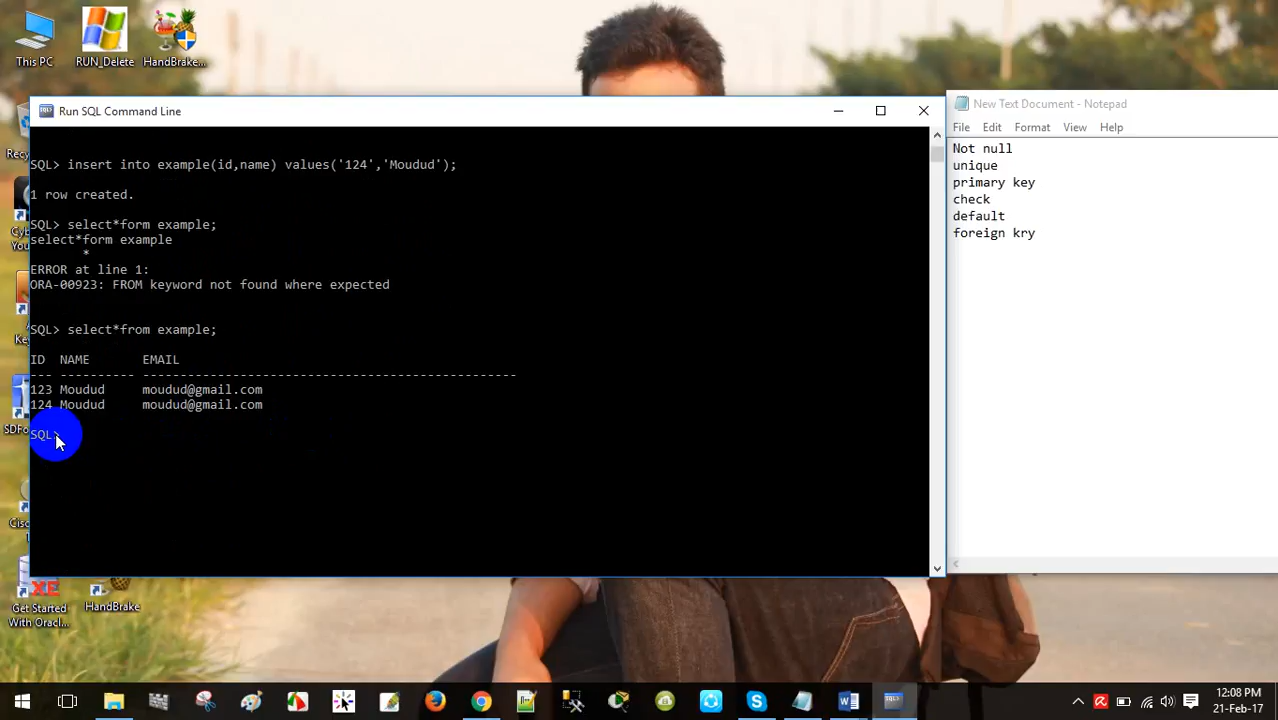 This PC
RUN_Delete
HandBrake...
Run SQL Command Line
SQL> insert into example(id,name) values('124','Moudud');
1 row created.
SQL> select*form example;
select*form example
*
ERROR at line 1:
ORA-00923: FROM keyword not found where expected
SQL> select*from example;
ID NAME EMAIL
--- ---------- --------------------------------------------------
123 Moudud moudud@gmail.com
124 Moudud moudud@gmail.com
SQL>
New Text Document - Notepad
File Edit Format View Help
Not null
unique
primary key
check
default
foreign kry
Get Started
With Oracl...
HandBrake
12:08 PM
21-Feb-17